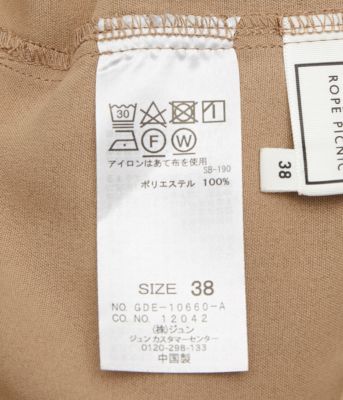 30
F W
アイロンはあて布を使用
SB-190
ポリエステル 100%
SIZE 38
NO. GDE-10660-A
CO. NO. 12042
(株)ジュン
ジュンカスタマーセンター
0120-298-133
中国製
ROPE PICNIC
38